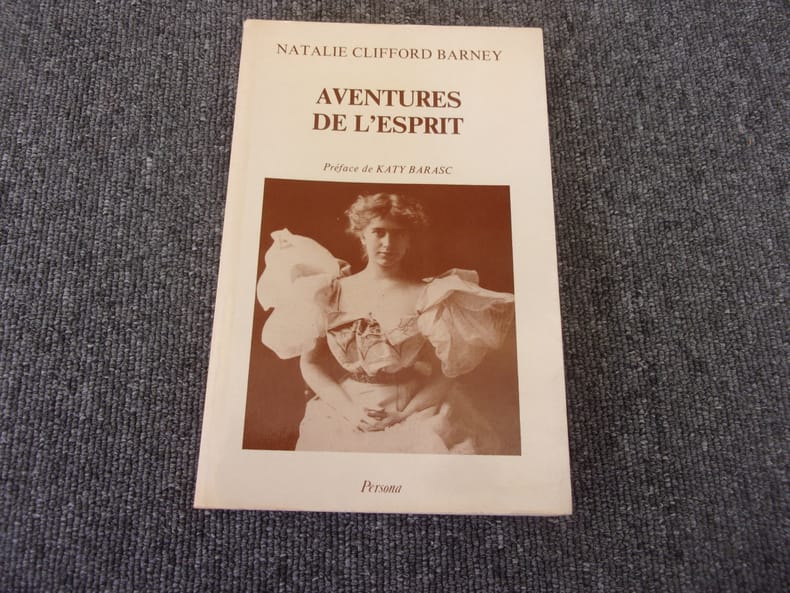 NATALIE CLIFFORD BARNEY
AVENTURES
DE L'ESPRIT
Préface de KATY BARASC
Persona